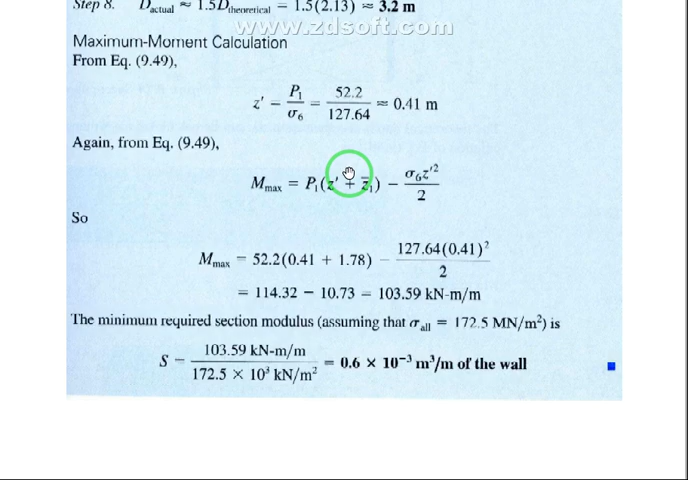 Step 8. D_actual ≈ 1.5D_theoretical = 1.5(2.13) ≈ 3.2 m
www.zdsoft.com
Maximum-Moment Calculation
From Eq. (9.49),
z′ = P₁/σ₆ = 52.2/127.64 ≈ 0.41 m
Again, from Eq. (9.49),
M_max = P₁(z′ + z̄₁) − σ₆z′²/2
So
M_max = 52.2(0.41 + 1.78) − 127.64(0.41)²/2
= 114.32 − 10.73 = 103.59 kN-m/m
The minimum required section modulus (assuming that σ_all = 172.5 MN/m²) is
S = 103.59 kN-m/m / 172.5 × 10³ kN/m² = 0.6 × 10⁻³ m³/m of the wall